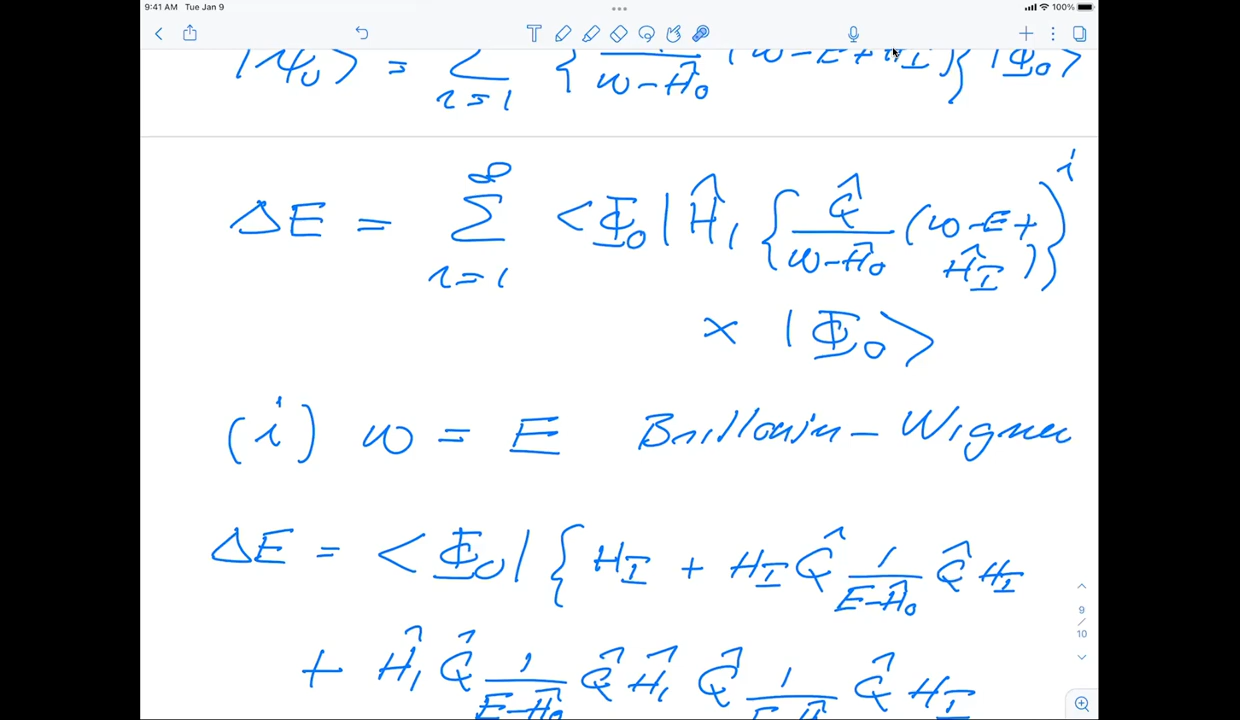 9:41 AM Tue Jan 9 100%
|Ψ₀⟩ = Σ_{i=1} { 1/(ω-Ĥ₀) (ω-E+Ĥ_I) } |Φ₀⟩
ΔE = Σ_{i=1}^{∞} <Φ₀| Ĥ₁ { Q̂/(ω-Ĥ₀) (ω-E+
Ĥ_I) }^i
× |Φ₀⟩
(i) ω = E Brillouin-Wigner
ΔE = <Φ₀| { H_I + H_I Q̂ 1/(E-Ĥ₀) Q̂ H_I
+ Ĥ₁ Q̂ 1/(E-Ĥ₀) Q̂ Ĥ₁ Q̂ 1/(E-Ĥ Q̂ H_I
9
/
10